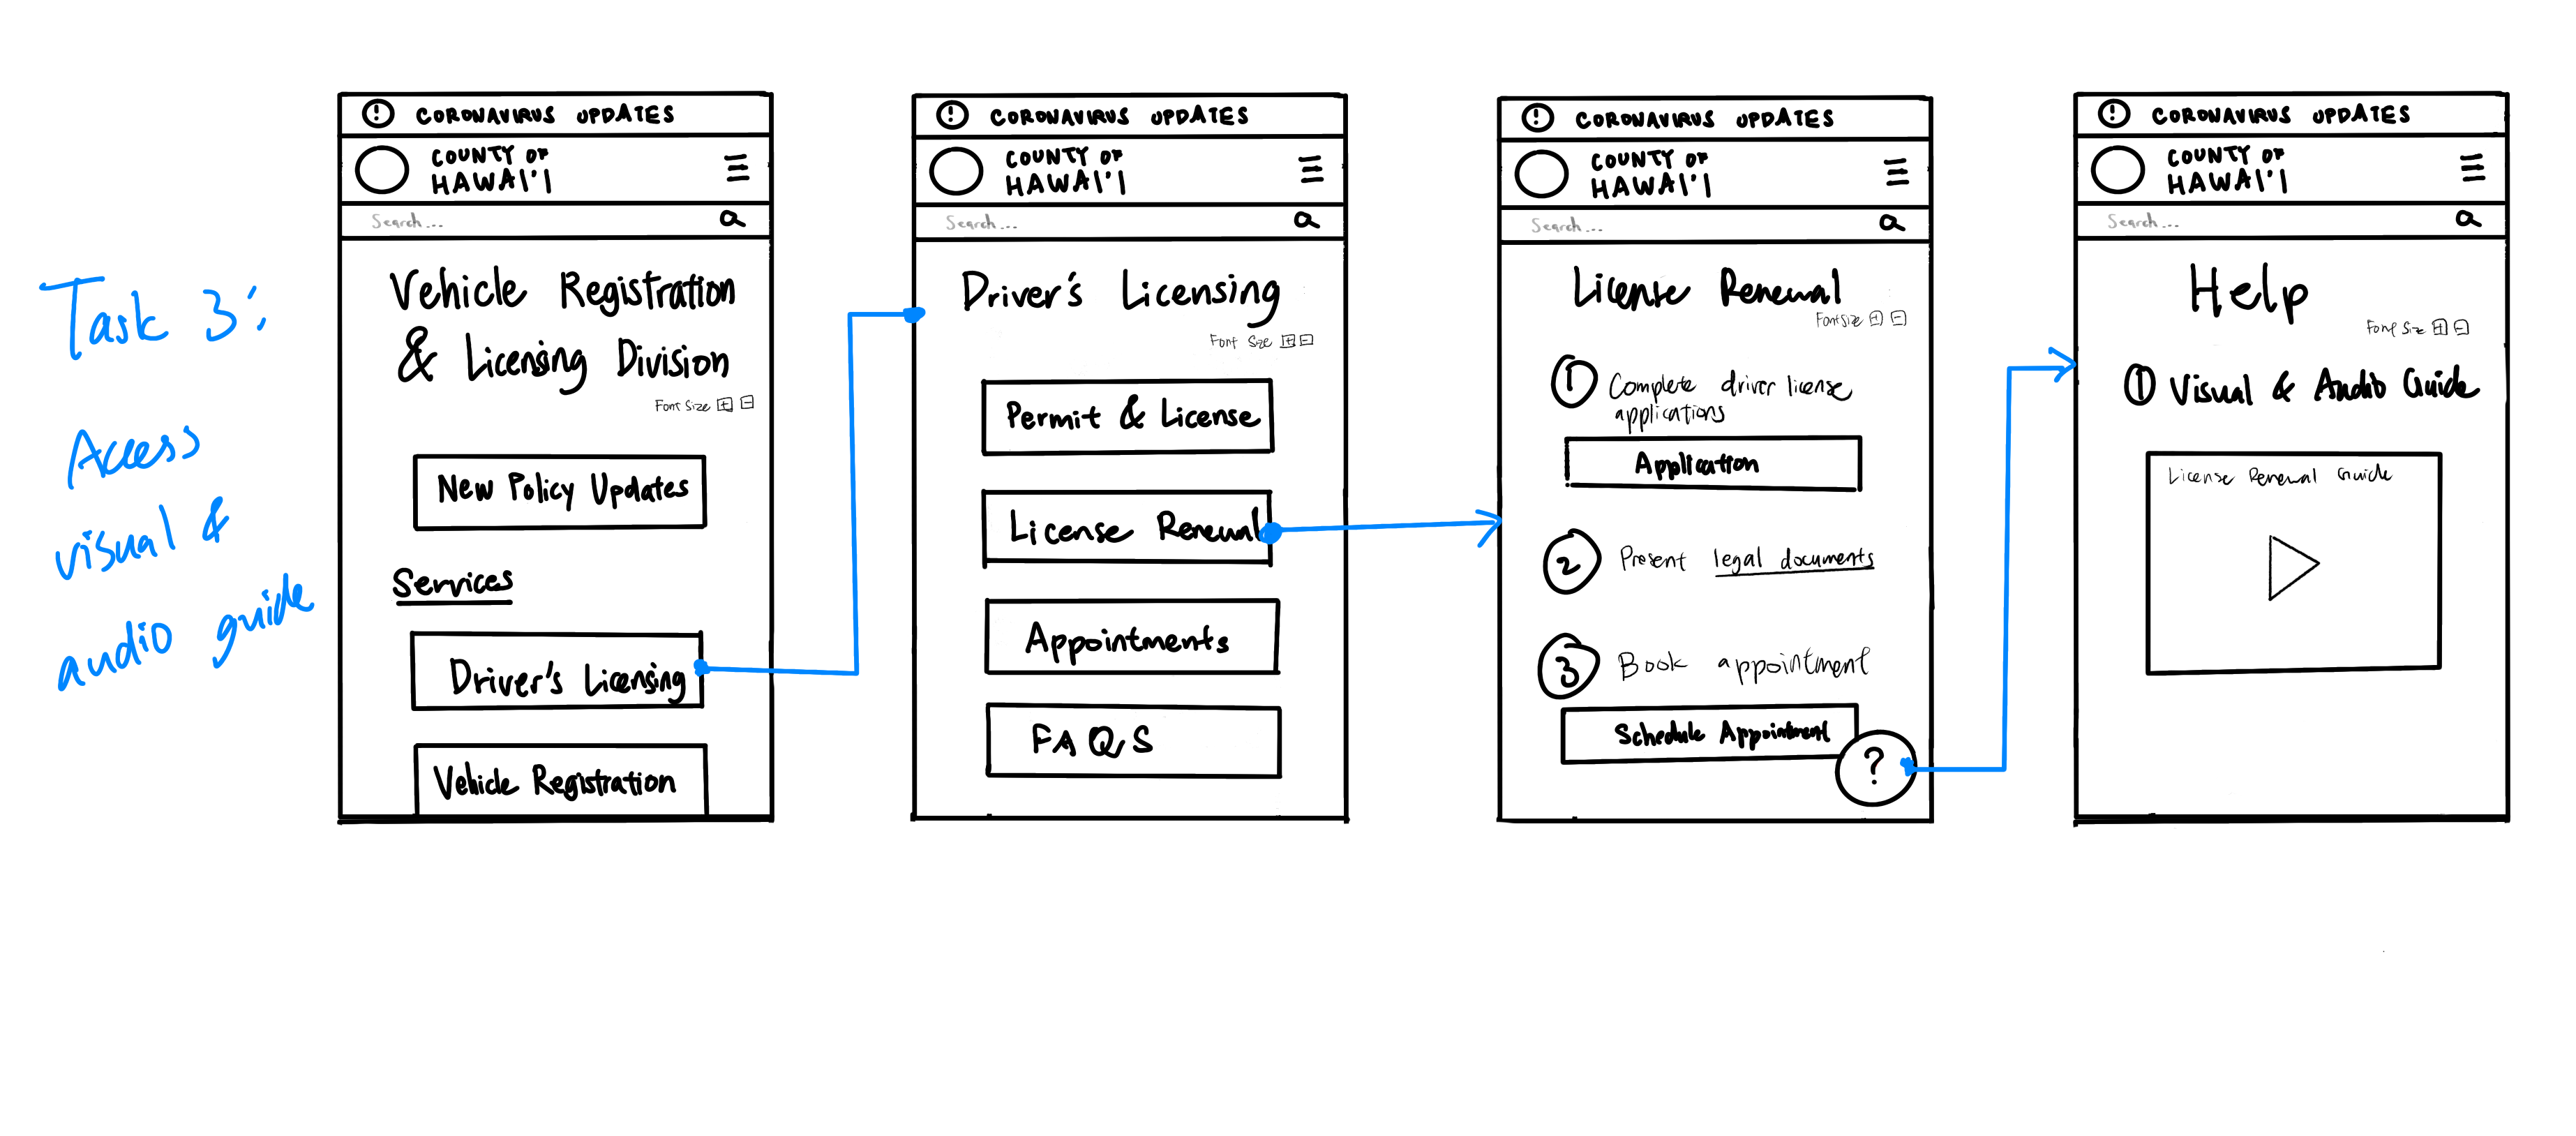 Task 3:
Access
visual &
audio guide
! CORONAVIRUS UPDATES
COUNTY OF
HAWAI'I
Search...
Vehicle Registration
& Licensing Division
Font Size + -
New Policy Updates
Services
Driver's Licensing
Vehicle Registration
! CORONAVIRUS UPDATES
COUNTY OF
HAWAI'I
Search...
Driver's Licensing
Font Size + -
Permit & License
License Renewal
Appointments
FAQS
! CORONAVIRUS UPDATES
COUNTY OF
HAWAI'I
Search...
License Renewal
Font Size + -
1 Complete driver license
applications
Application
2 Present legal documents
3 Book appointment
Schedule Appointment
?
! CORONAVIRUS UPDATES
COUNTY OF
HAWAI'I
Search...
Help
Font Size + -
1 Visual & Audio Guide
License Renewal Guide